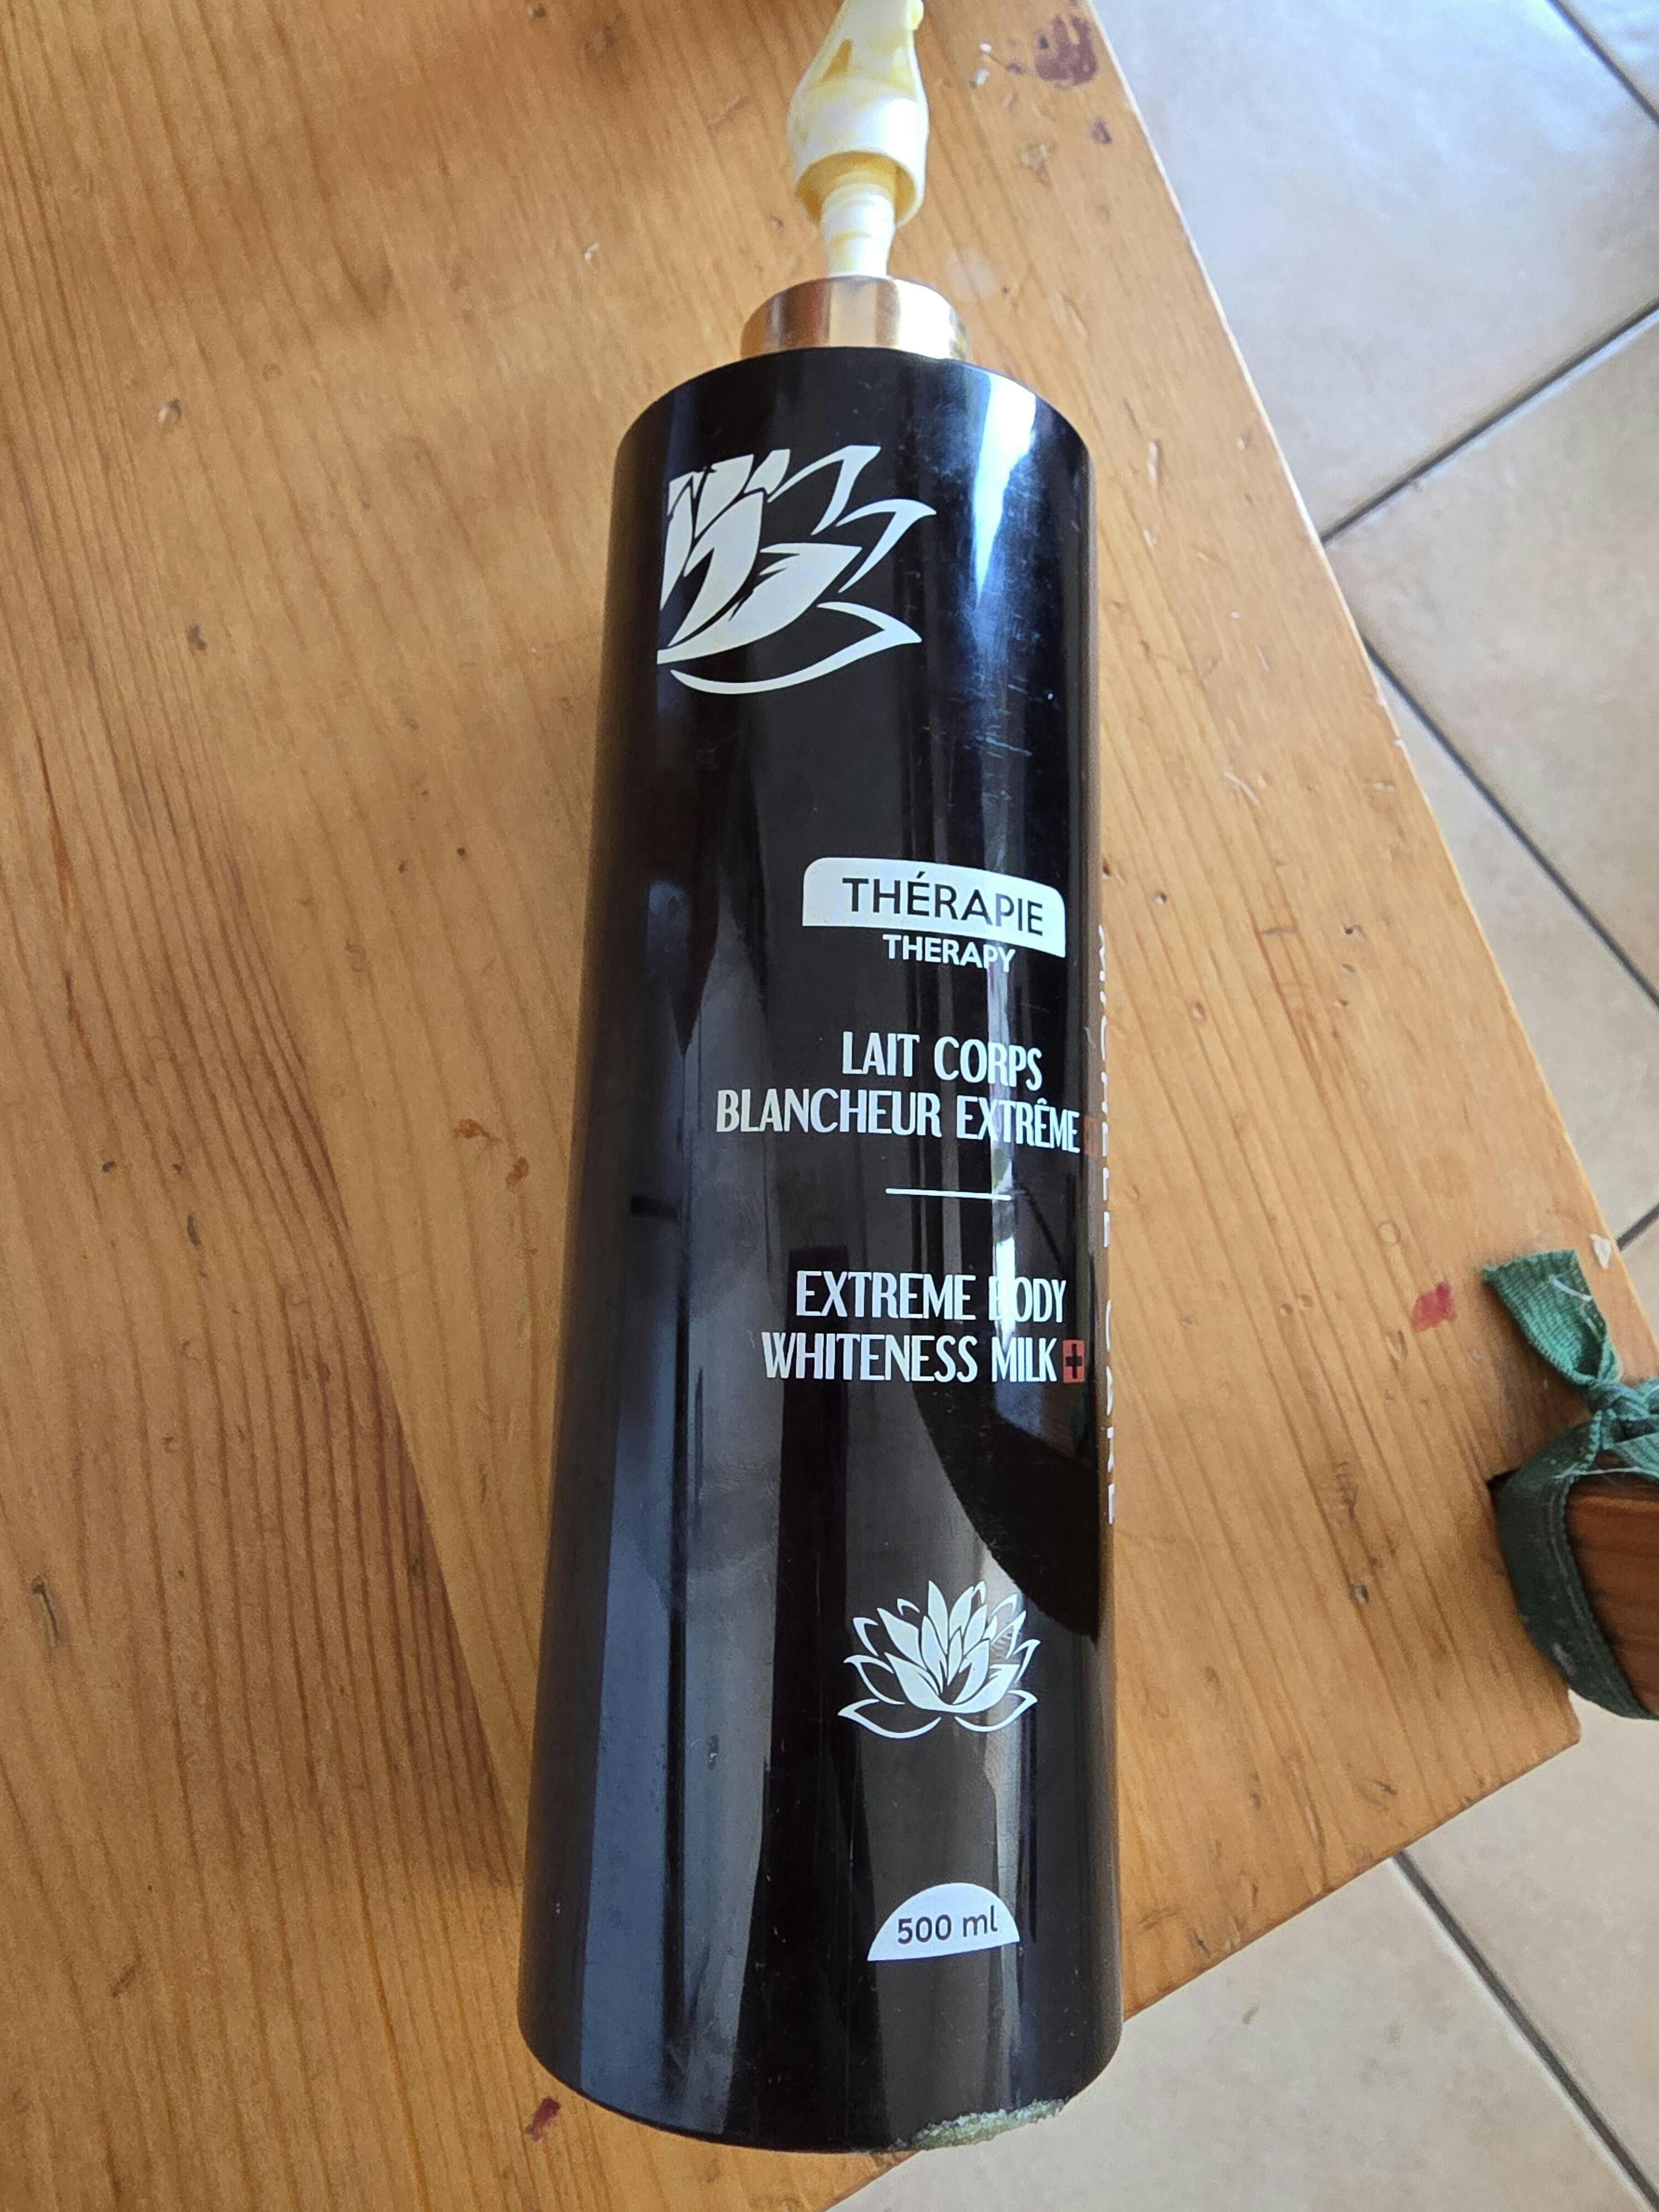 THÉRAPIE
THERAPY
LAIT CORPS
BLANCHEUR EXTRÊME
EXTREME BODY
WHITENESS MILK
500 ml